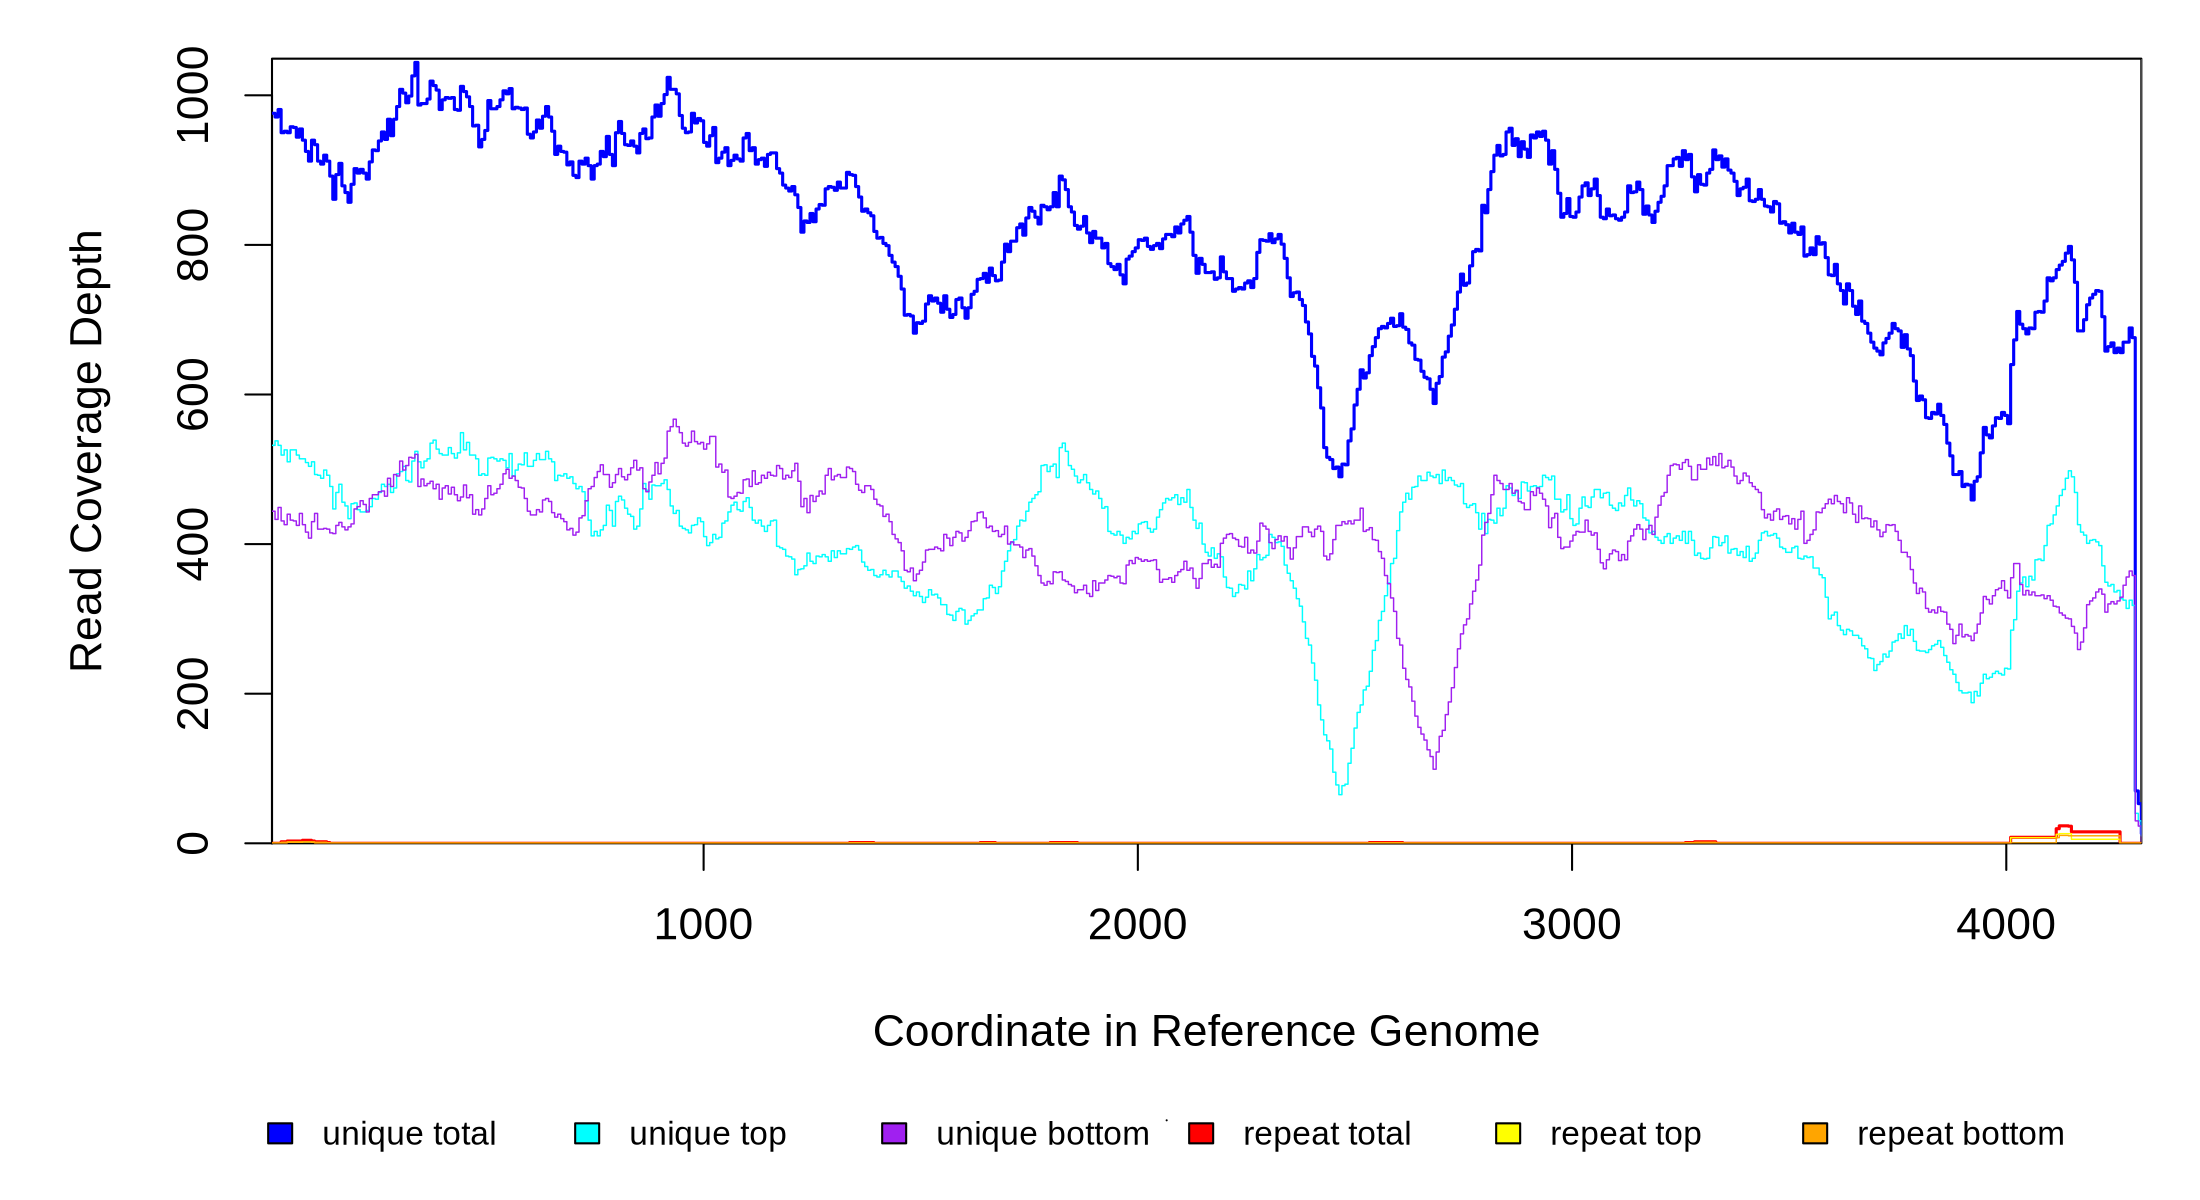 1000
800
600
400
200
0
Read Coverage Depth
1000 2000 3000 4000
Coordinate in Reference Genome
unique total unique top unique bottom repeat total repeat top repeat bottom